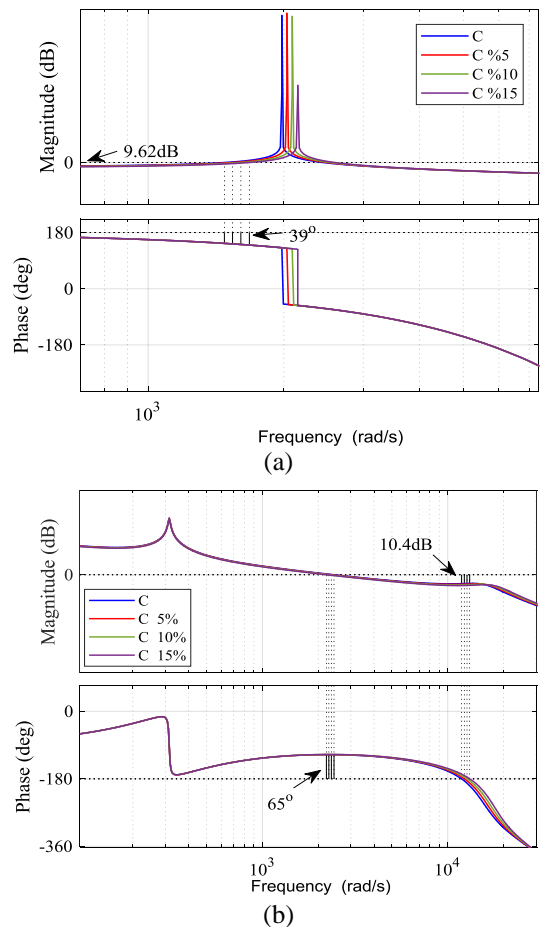 Magnitude (dB)
0
9.62dB
C
C %5
C %10
C %15
Phase (deg)
180
0
-180
39°
10³
Frequency (rad/s)
(a)
Magnitude (dB)
0
10.4dB
C
C 5%
C 10%
C 15%
Phase (deg)
0
-180
-360
65°
10³
10⁴
Frequency (rad/s)
(b)